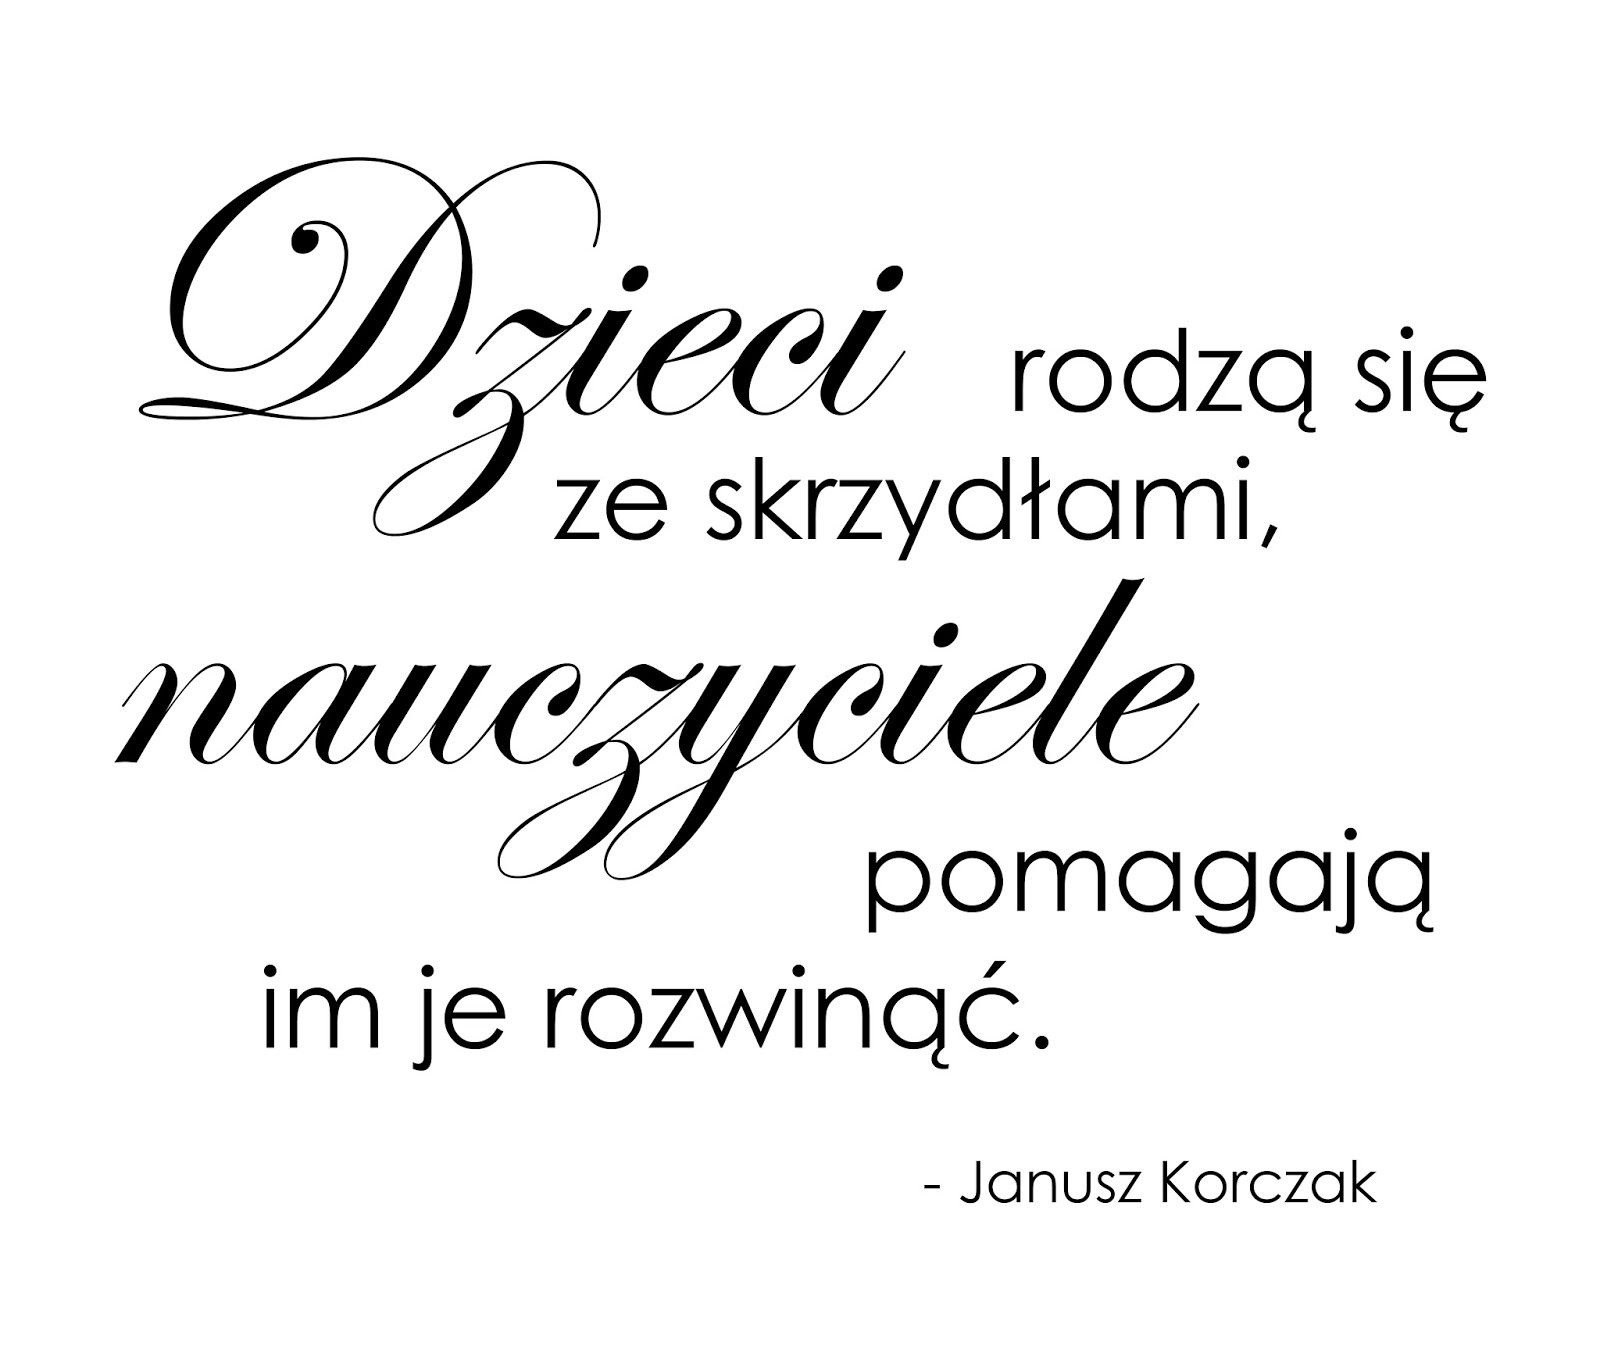 Dzieci rodzą się
ze skrzydłami,
nauczyciele
pomagają
im je rozwinąć.
- Janusz Korczak